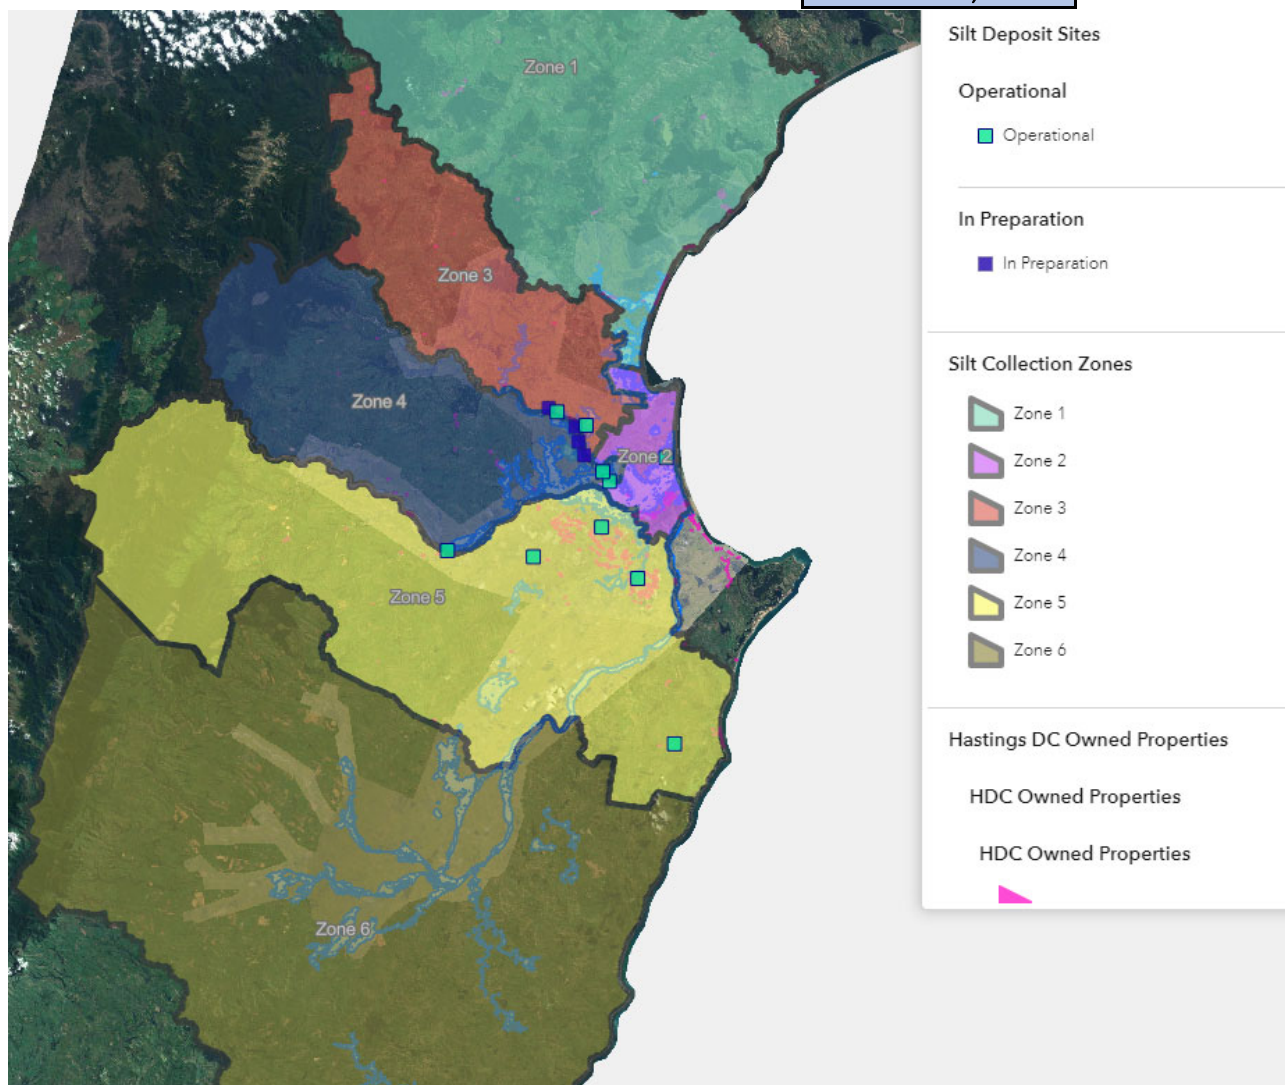 Zone 1
Zone 3
Zone 4
Zone 2
Zone 5
Zone 6
Silt Deposit Sites
Operational
Operational
In Preparation
In Preparation
Silt Collection Zones
Zone 1
Zone 2
Zone 3
Zone 4
Zone 5
Zone 6
Hastings DC Owned Properties
HDC Owned Properties
HDC Owned Properties